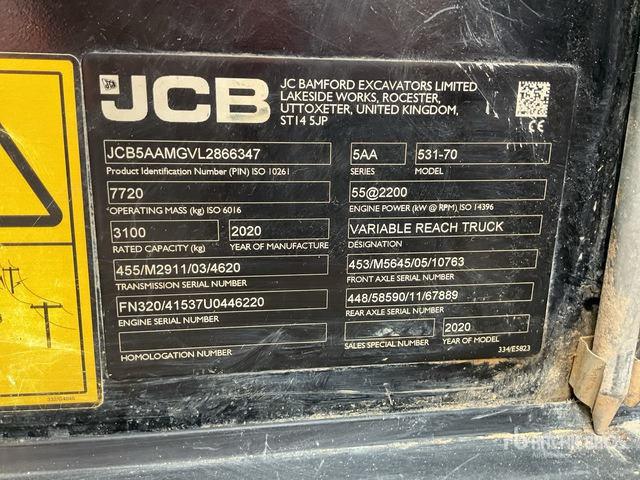 JCB
JC BAMFORD EXCAVATORS LIMITED
LAKESIDE WORKS, ROCESTER,
UTTOXETER, UNITED KINGDOM,
ST14 5JP
CE
JCB5AAMGVL2866347
Product Identification Number (PIN) ISO 10261
5AA 531-70
SERIES MODEL
7720
OPERATING MASS (kg) ISO 6016
55@2200
ENGINE POWER (kW @ RPM) ISO 14396
3100 2020
RATED CAPACITY (kg) YEAR OF MANUFACTURE
VARIABLE REACH TRUCK
DESIGNATION
455/M2911/03/4620
TRANSMISSION SERIAL NUMBER
453/M5645/05/10763
FRONT AXLE SERIAL NUMBER
FN320/41537U0446220
ENGINE SERIAL NUMBER
448/58590/11/67889
REAR AXLE SERIAL NUMBER
HOMOLOGATION NUMBER
2020
SALES SPECIAL NUMBER YEAR OF MODEL
334/E5823